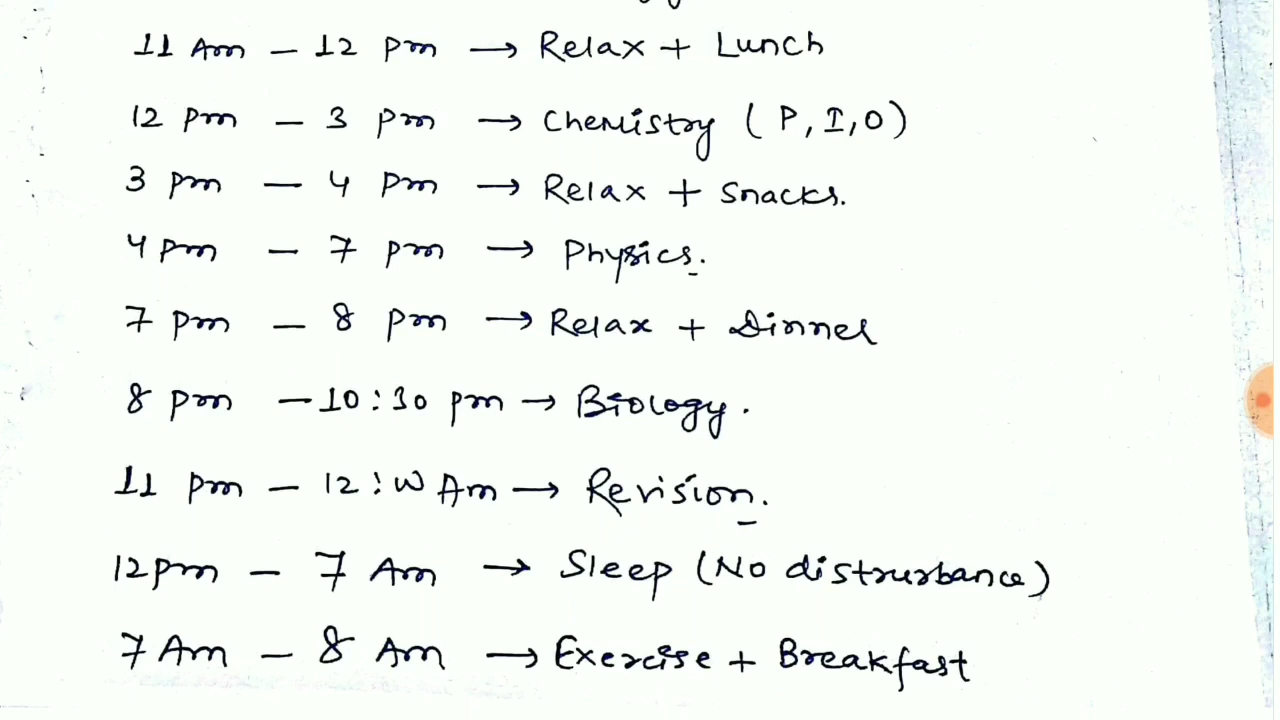 11 Am - 12 pm → Relax + Lunch
12 pm - 3 pm → Chemistry (P, I, O)
3 pm - 4 pm → Relax + Snacks.
4 pm - 7 pm → Physics.
7 pm - 8 pm → Relax + Dinner
8 pm - 10:30 pm → Biology.
11 pm - 12: Am → Revision.
12pm - 7 Am → Sleep (No distrurbance)
7 Am - 8 Am → Exercise + Breakfast